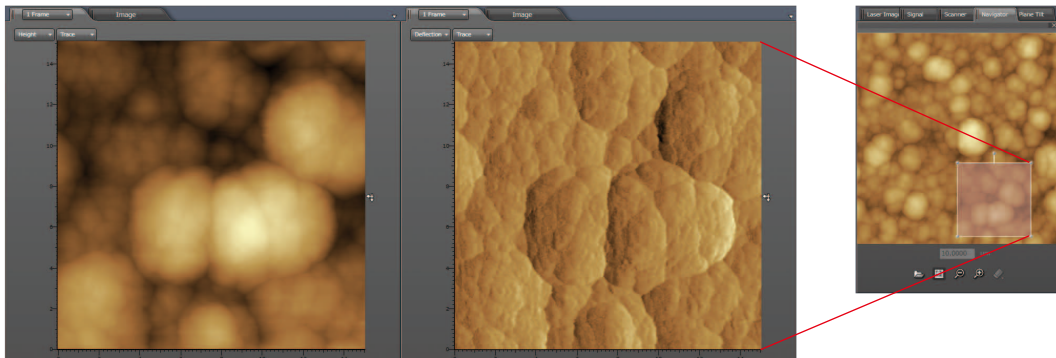 1 Frame
Image
Height
Trace
14
12
10
8
6
4
2
0
1 Frame
Image
Deflection
Trace
14
12
10
8
6
4
2
0
Laser Imagi Signal Scanner Navigator Plane Tilt
10.0000